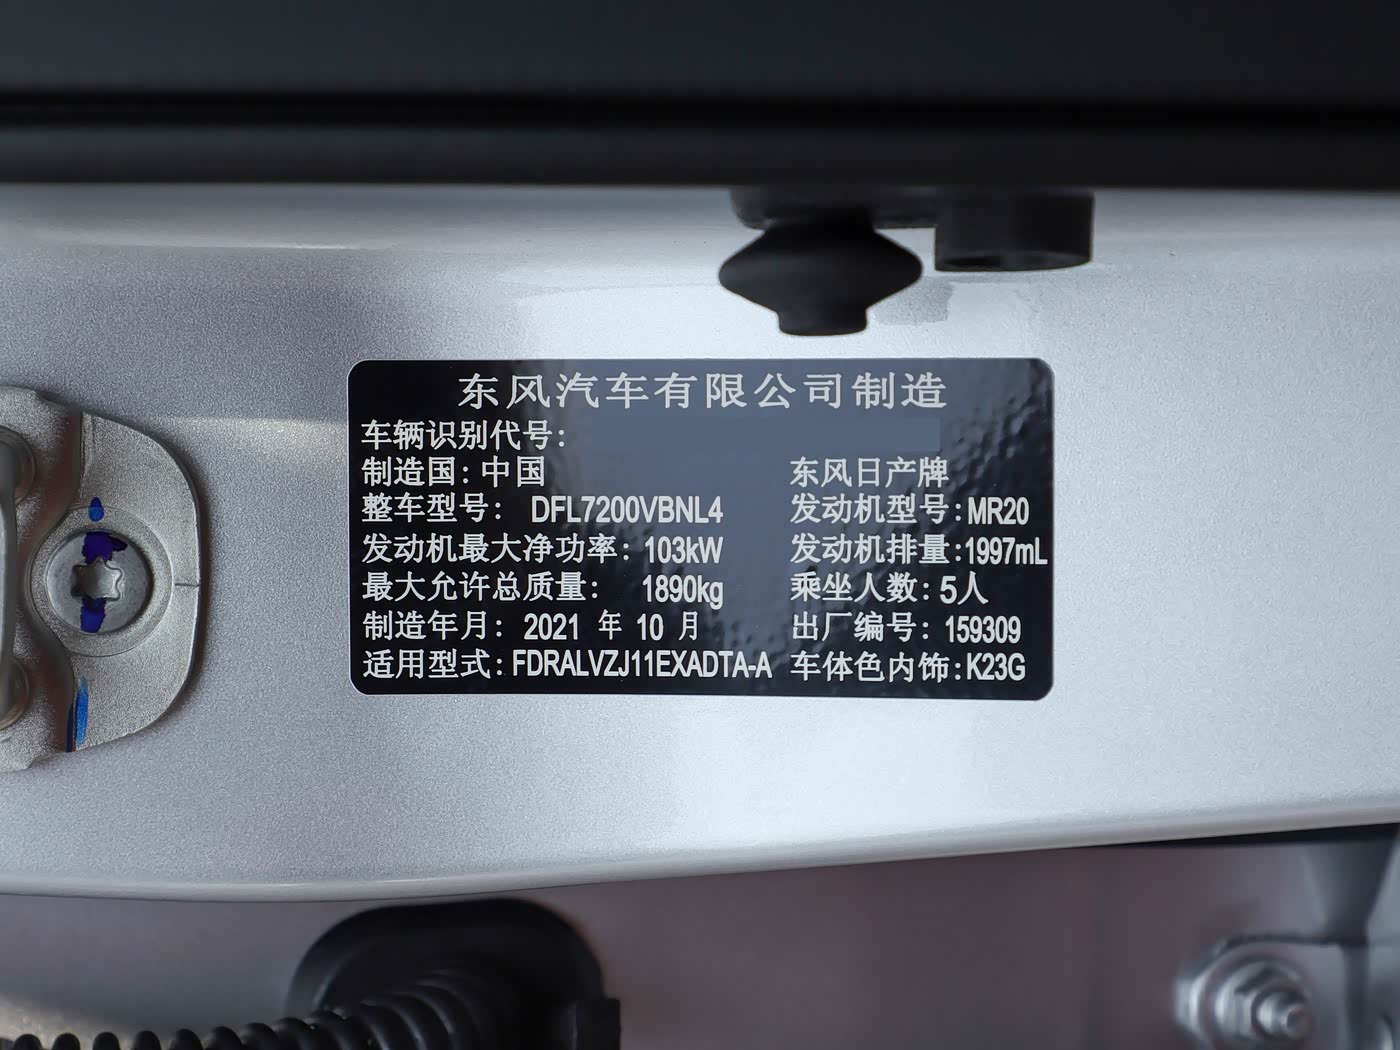 东风汽车有限公司制造
车辆识别代号:
制造国: 中国 东风日产牌
整车型号: DFL7200VBNL4 发动机型号:MR20
发动机最大净功率: 103kW 发动机排量:1997mL
最大允许总质量: 1890kg 乘坐人数: 5人
制造年月: 2021 年 10 月 出厂编号: 159309
适用型式: FDRALVZJ11EXADTA-A 车体色内饰:K23G